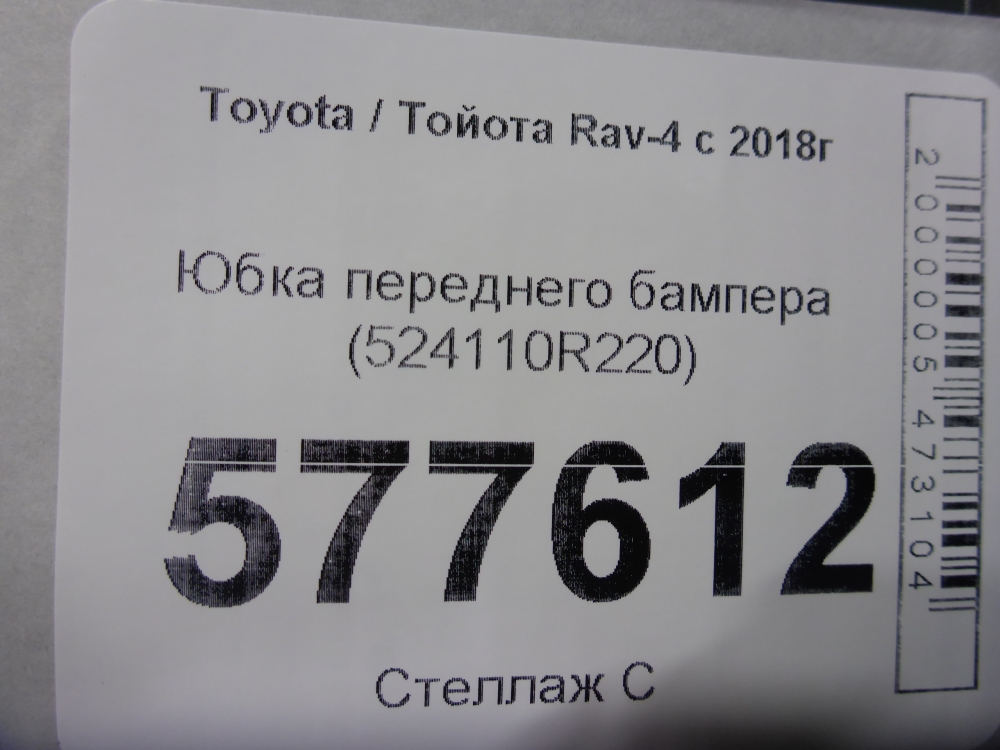 Toyota / Тойота Rav-4 с 2018г
Юбка переднего бампера
(524110R220)
577612
Стеллаж С
2000005473104